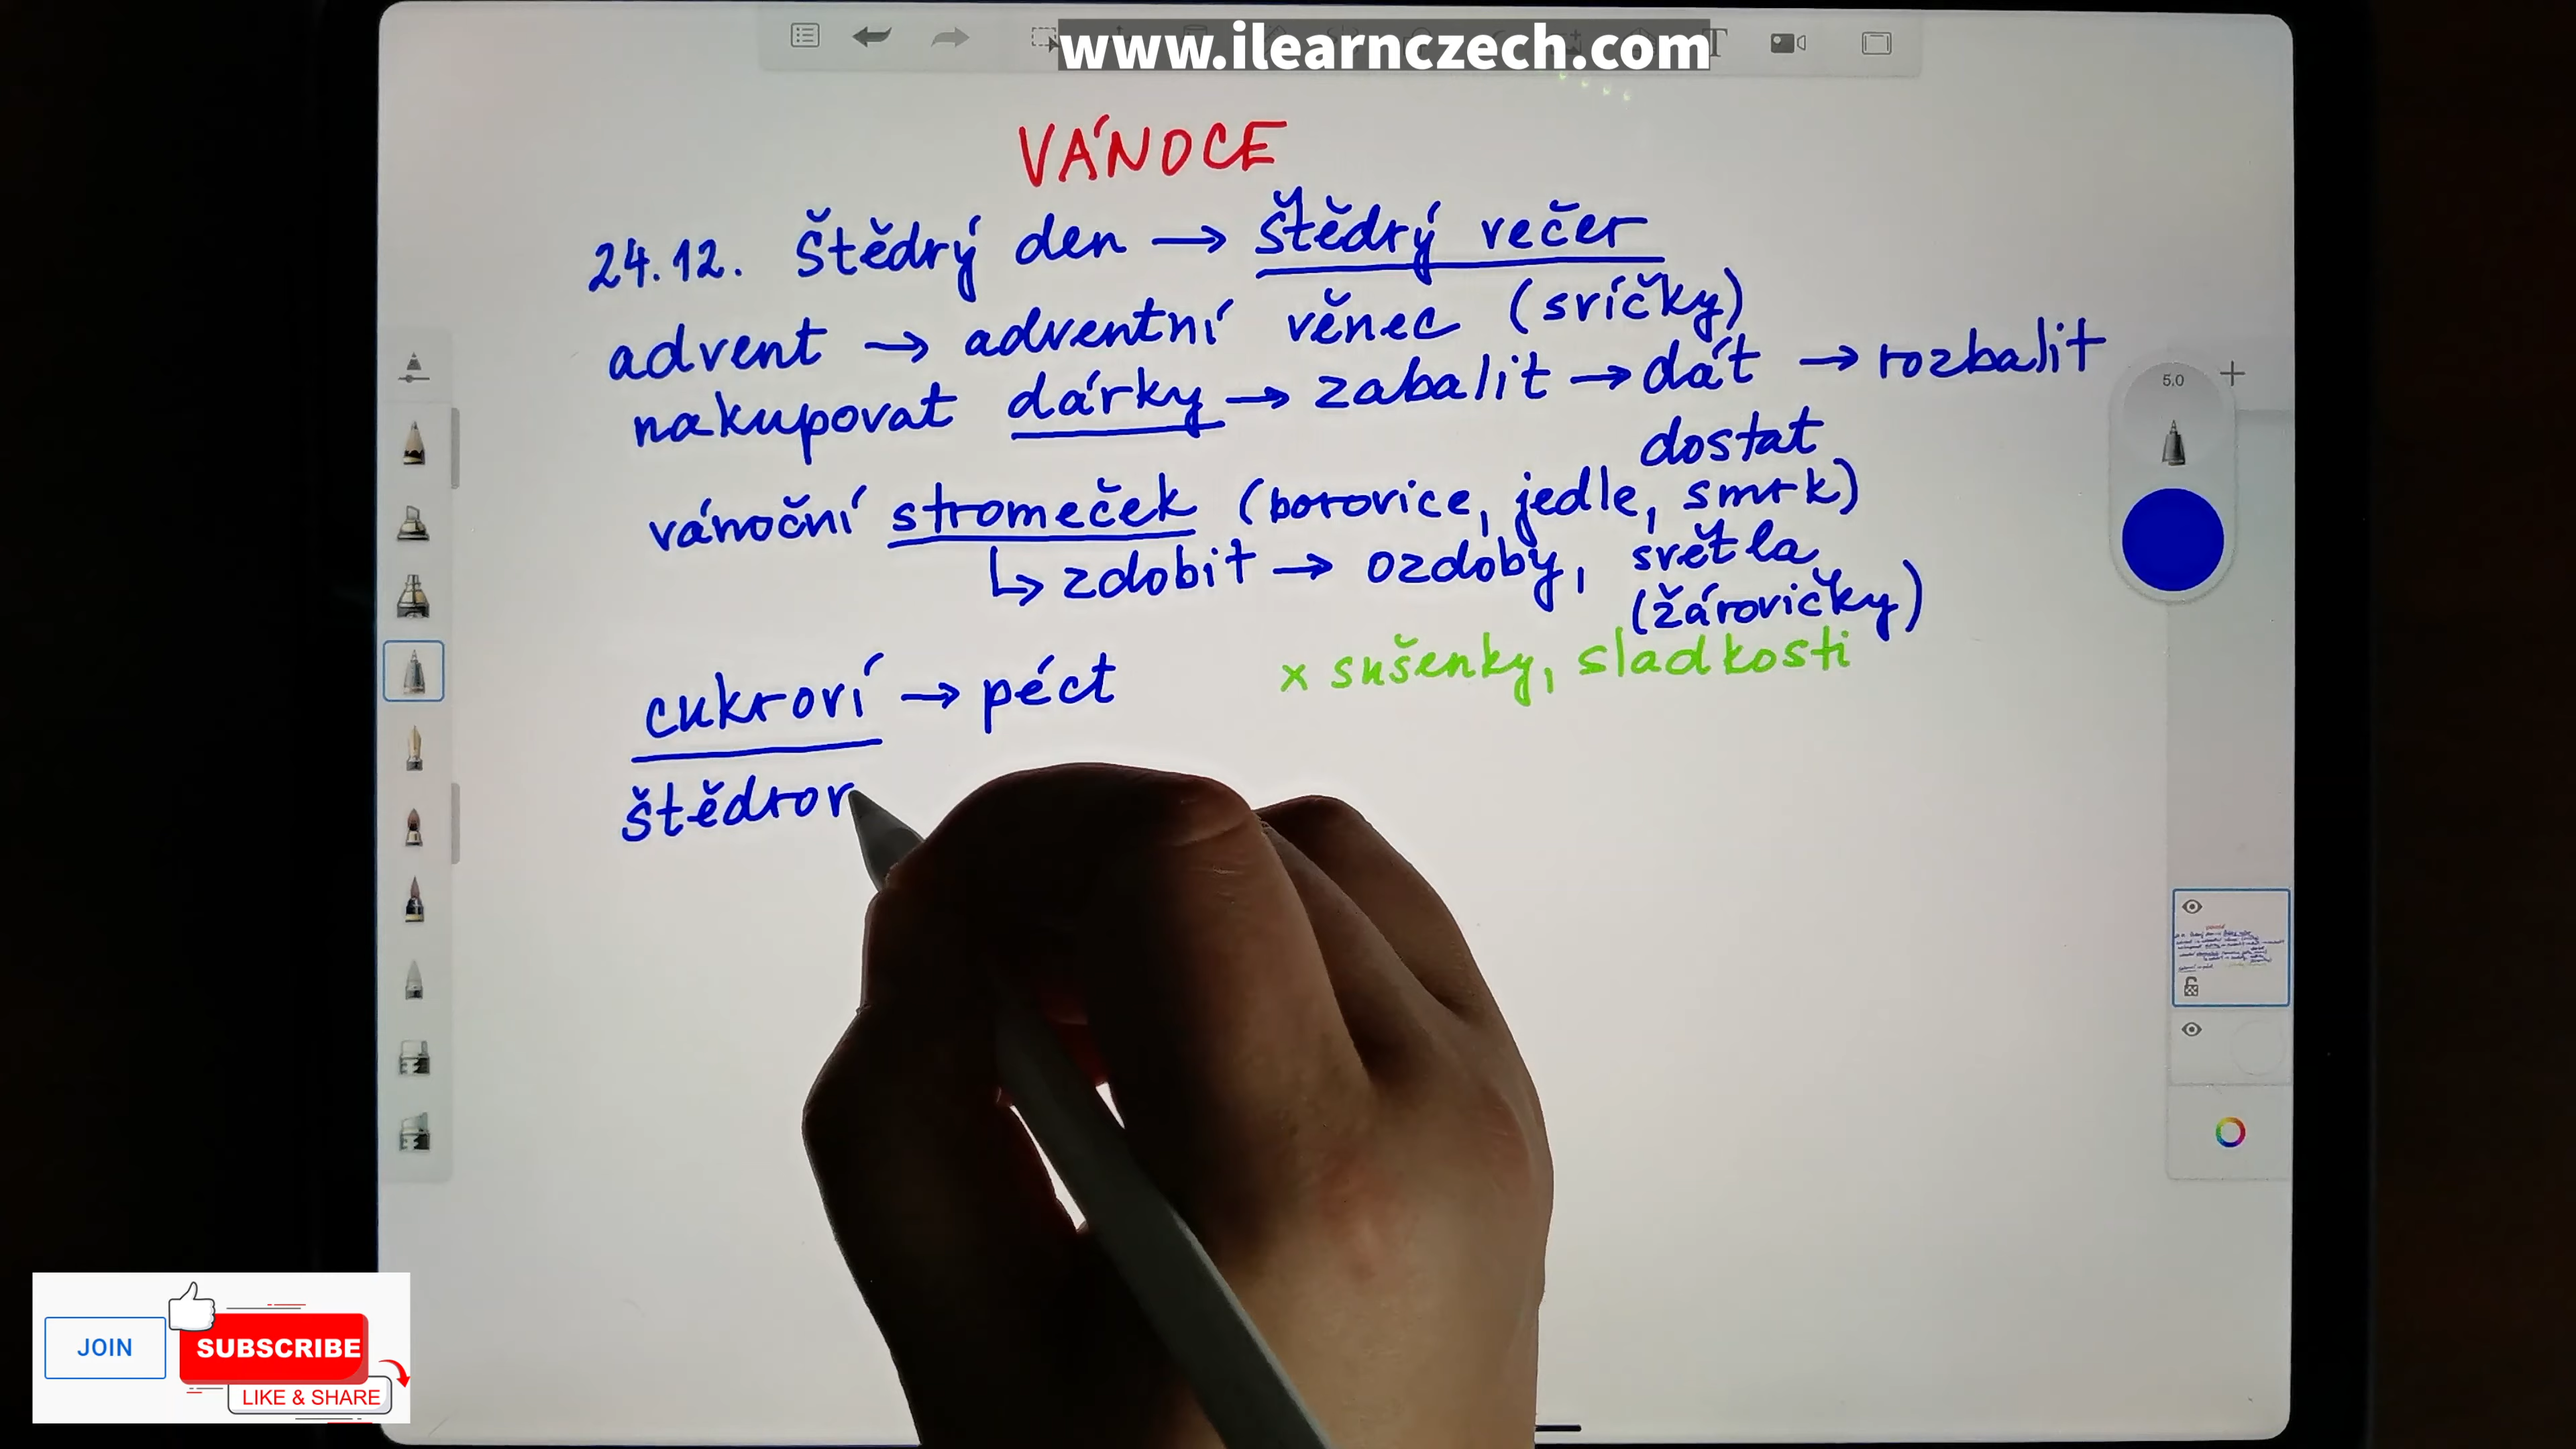 www.ilearnczech.com
VÁNOCE
24.12. Štědrý den → štědrý večer
advent → adventní věnec (svíčky)
nakupovat dárky → zabalit → dát → rozbalit
dostat
vánoční stromeček (borovice, jedle, smrk)
↳ zdobit → ozdoby, světla
(žárovičky)
x sušenky, sladkosti
cukroví → péct
štědrov
5,0
JOIN
SUBSCRIBE
LIKE & SHARE